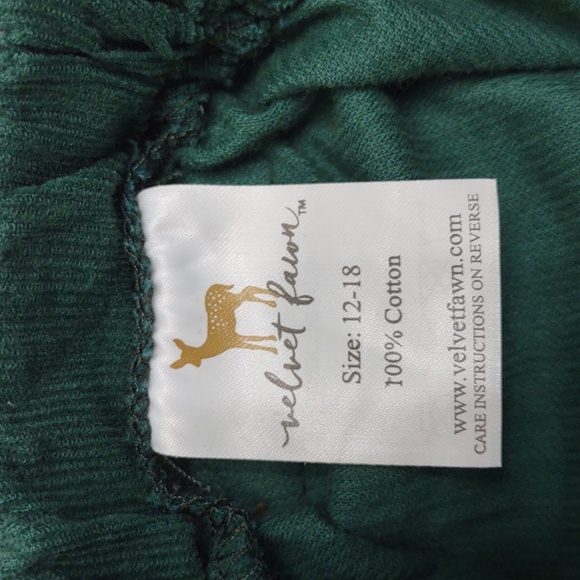 velvet fawn™
Size: 12-18
100% Cotton
www.velvetfawn.com
CARE INSTRUCTIONS ON REVERSE